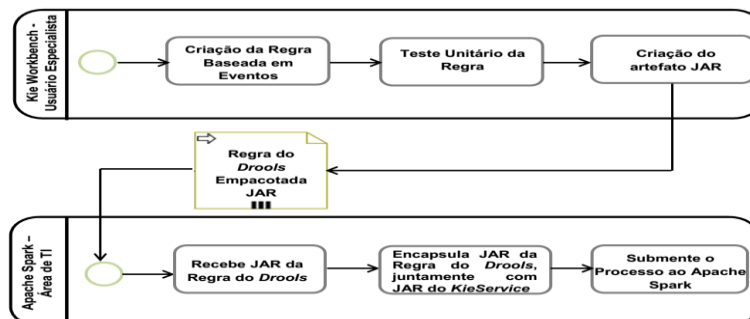 Kie Workbench -
Usuário Especialista
Criação da Regra
Baseada em
Eventos
Teste Unitário da
Regra
Criação do
artefato JAR
Regra do
Drools
Empacotada
JAR
Apache Spark –
Área de TI
Recebe JAR da
Regra do Drools
Encapsula JAR da
Regra do Drools,
juntamente com
JAR do KieService
Submente o
Processo ao Apache
Spark